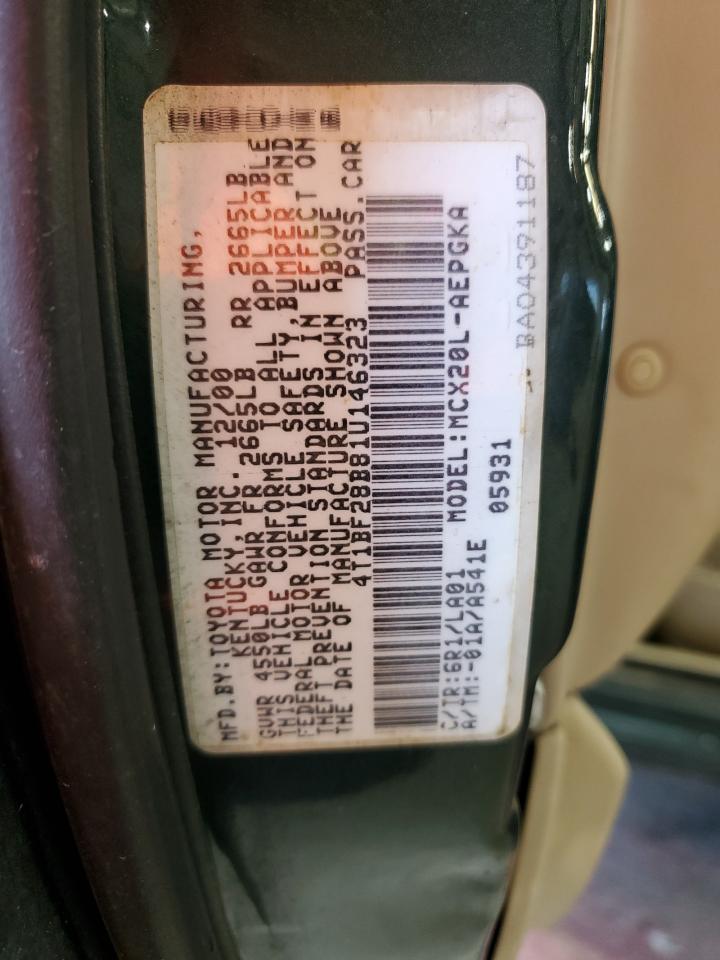 MFD.BY:TOYOTA MOTOR MANUFACTURING,
KENTUCKY,INC. 12/00
GVWR 4550LB GAWR FR 2665LB RR 2665LB
THIS VEHICLE CONFORMS TO ALL APPLICABLE
FEDERAL MOTOR VEHICLE SAFETY,BUMPER AND
THEFT PREVENTION STANDARDS IN EFFECT ON
THE DATE OF MANUFACTURE SHOWN ABOVE
4T1BF28B81U146323 PASS.CAR
C/TR:6R1/LA01 MODEL:MCX20L-AEPGKA
A/TM:-01A/A541E 05931
BA04391187